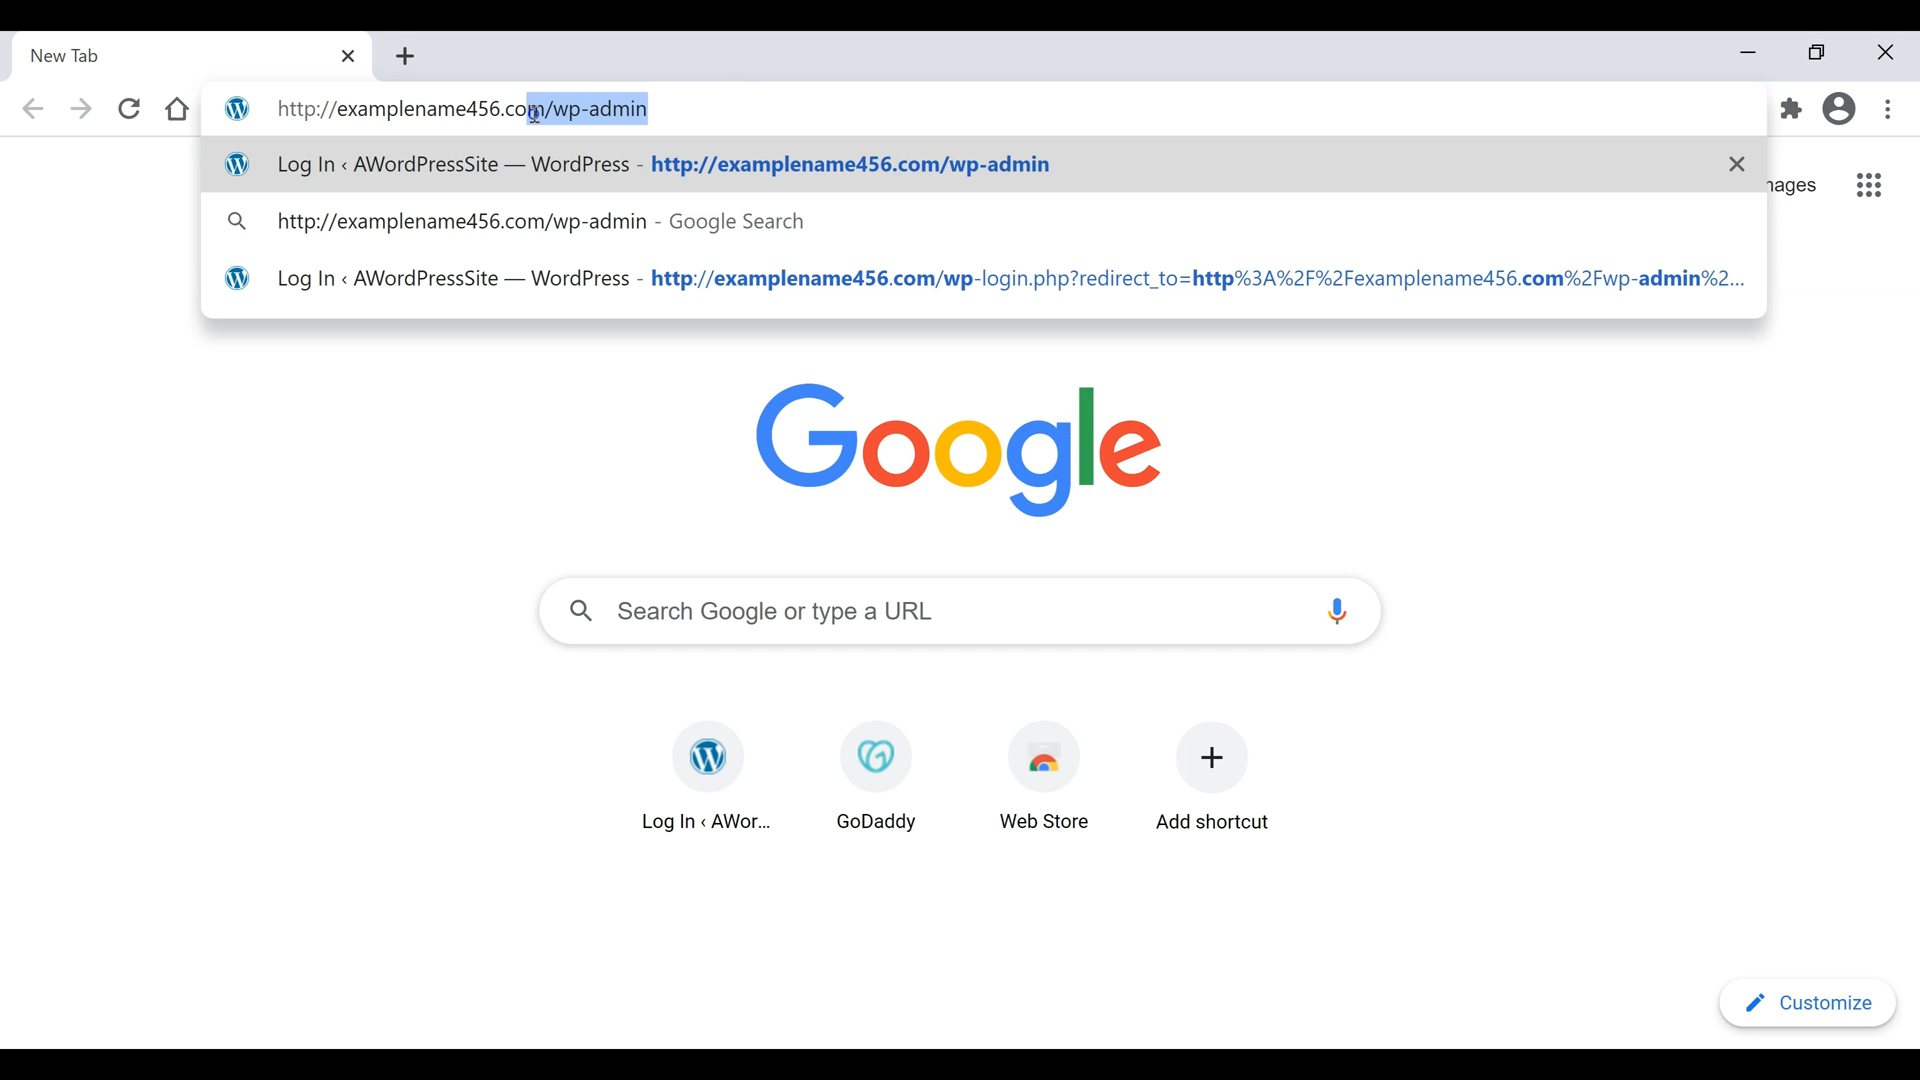 New Tab
http://examplename456.com/wp-admin
Log In ‹ AWordPressSite — WordPress - http://examplename456.com/wp-admin
http://examplename456.com/wp-admin - Google Search
Log In ‹ AWordPressSite — WordPress - http://examplename456.com/wp-login.php?redirect_to=http%3A%2F%2Fexamplename456.com%2Fwp-admin%2...
Google
Search Google or type a URL
Log In ‹ AWor...
GoDaddy
Web Store
Add shortcut
Customize